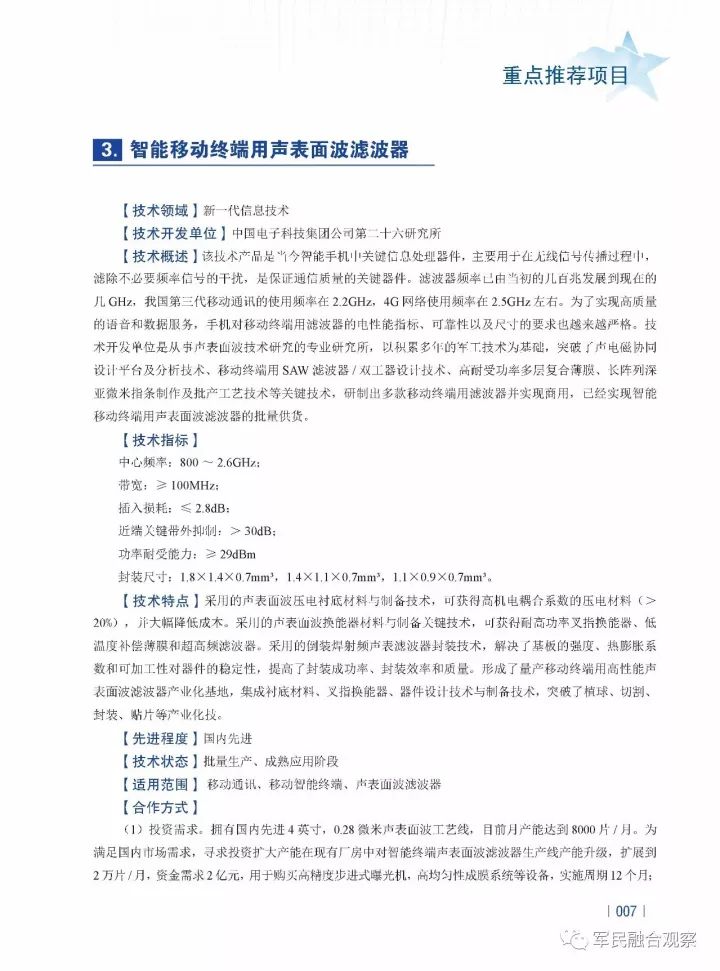 重点推荐项目
3. 智能移动终端用声表面波滤波器
【技术领域】新一代信息技术
【技术开发单位】中国电子科技集团公司第二十六研究所
【技术概述】该技术产品是当今智能手机中关键信息处理器件，主要用于在无线信号传播过程中，
滤除不必要频率信号的干扰，是保证通信质量的关键器件。滤波器频率已由当初的几百兆发展到现在的
几 GHz，我国第三代移动通讯的使用频率在 2.2GHz，4G 网络使用频率在 2.5GHz 左右。为了实现高质量
的语音和数据服务，手机对移动终端用滤波器的电性能指标、可靠性以及尺寸的要求也越来越严格。技
术开发单位是从事声表面波技术研究的专业研究所，以积累多年的军工技术为基础，突破了声电磁协同
设计平台及分析技术、移动终端用 SAW 滤波器 / 双工器设计技术、高耐受功率多层复合薄膜、长阵列深
亚微米指条制作及批产工艺技术等关键技术，研制出多款移动终端用滤波器并实现商用，已经实现智能
移动终端用声表面波滤波器的批量供货。
【技术指标】
中心频率：800 ～ 2.6GHz；
带宽：≥ 100MHz；
插入损耗：≤ 2.8dB；
近端关键带外抑制：＞ 30dB；
功率耐受能力：≥ 29dBm
封装尺寸：1.8×1.4×0.7mm³，1.4×1.1×0.7mm³，1.1×0.9×0.7mm³。
【技术特点】采用的声表面波压电衬底材料与制备技术，可获得高机电耦合系数的压电材料（＞
20%），并大幅降低成本。采用的声表面波换能器材料与制备关键技术，可获得耐高功率叉指换能器、低
温度补偿薄膜和超高频滤波器。采用的倒装焊射频声表滤波器封装技术，解决了基板的强度、热膨胀系
数和可加工性对器件的稳定性，提高了封装成功率、封装效率和质量。形成了量产移动终端用高性能声
表面波滤波器产业化基地，集成衬底材料、叉指换能器、器件设计技术与制备技术，突破了植球、切割、
封装、贴片等产业化技。
【先进程度】国内先进
【技术状态】批量生产、成熟应用阶段
【适用范围】 移动通讯、移动智能终端、声表面波滤波器
【合作方式】
（1）投资需求。拥有国内先进 4 英寸，0.28 微米声表面波工艺线，目前月产能达到 8000 片 / 月。为
满足国内市场需求，寻求投资扩大产能在现有厂房中对智能终端声表面波滤波器生产线产能升级，扩展到
2 万片 / 月，资金需求 2 亿元，用于购买高精度步进式曝光机，高均匀性成膜系统等设备，实施周期 12 个月；
| 007 |
军民融合观察